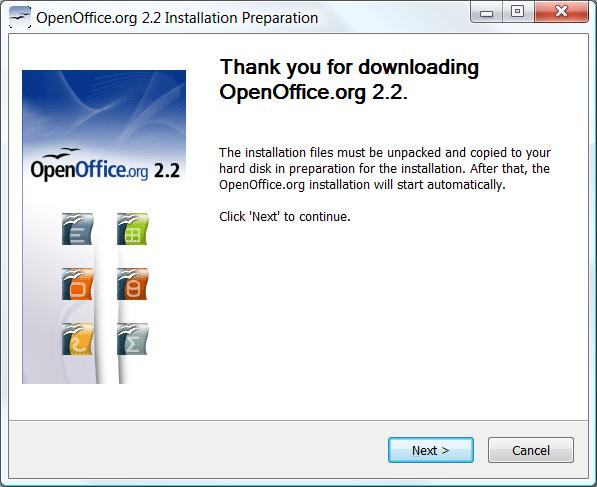 OpenOffice.org 2.2 Installation Preparation
Thank you for downloading
OpenOffice.org 2.2.
OpenOffice.org 2.2
The installation files must be unpacked and copied to your
hard disk in preparation for the installation. After that, the
OpenOffice.org installation will start automatically.
Click 'Next' to continue.
Next >
Cancel